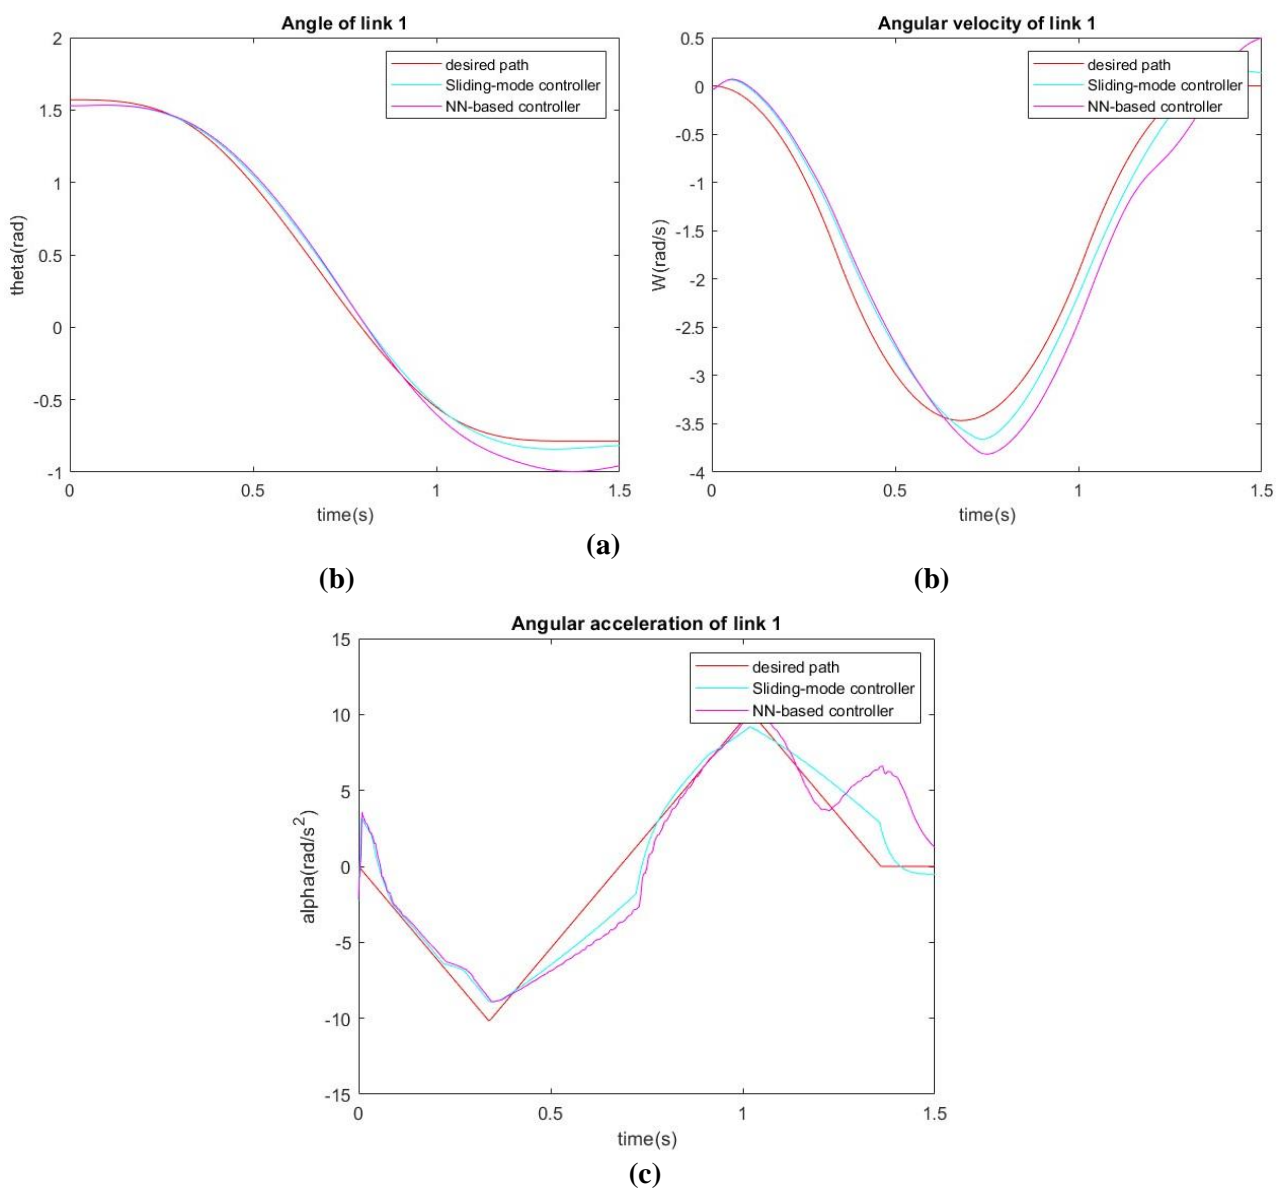 Angle of link 1
2
1.5
1
0.5
0
-0.5
-1
theta(rad)
desired path
Sliding-mode controller
NN-based controller
0
0.5
1
1.5
time(s)
Angular velocity of link 1
0.5
0
-0.5
-1
-1.5
-2
-2.5
-3
-3.5
-4
W(rad/s)
desired path
Sliding-mode controller
NN-based controller
0
0.5
1
1.5
time(s)
(a)
(b)
(b)
Angular acceleration of link 1
15
10
5
0
-5
-10
-15
alpha(rad/s²)
desired path
Sliding-mode controller
NN-based controller
0
0.5
1
1.5
time(s)
(c)